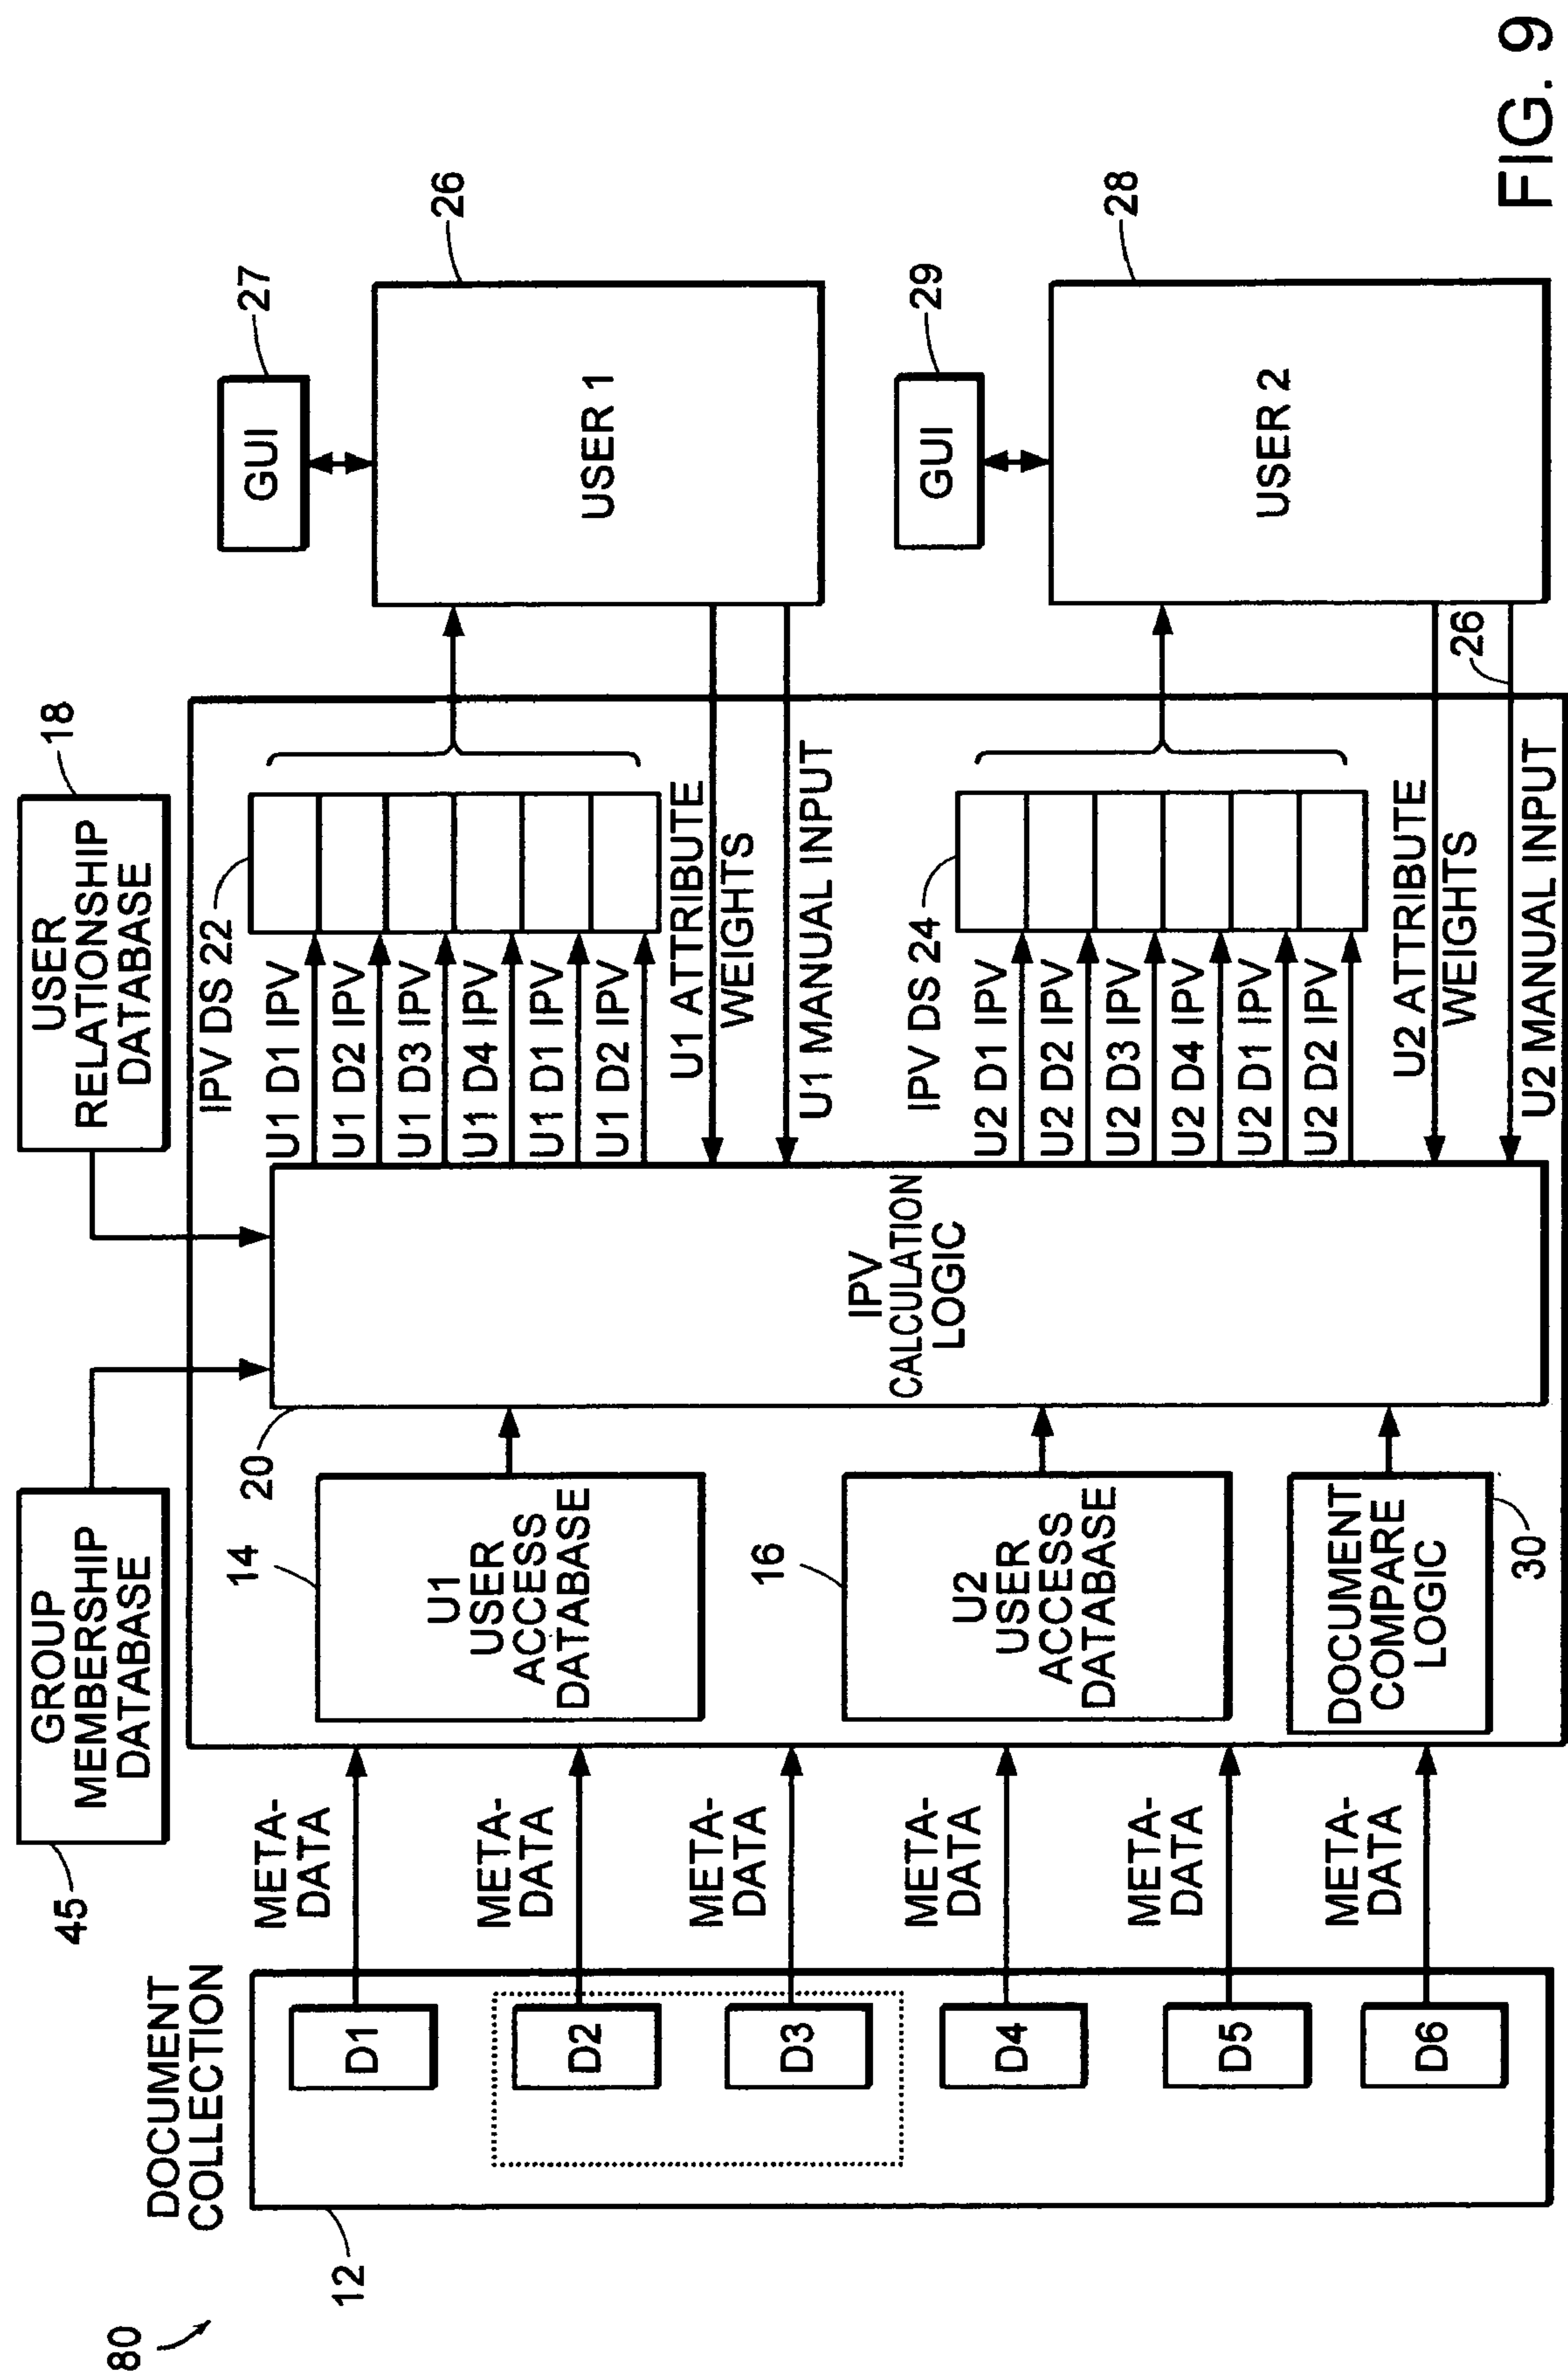 80
DOCUMENT
COLLECTION
12
D1
D2
D3
D4
D5
D6
META-
DATA
META-
DATA
META-
DATA
META-
DATA
META-
DATA
META-
DATA
45
GROUP
MEMBERSHIP
DATABASE
USER
RELATIONSHIP
DATABASE
18
14
U1
USER
ACCESS
DATABASE
16
U2
USER
ACCESS
DATABASE
DOCUMENT
COMPARE
LOGIC
30
20
IPV
CALCULATION
LOGIC
IPV DS 22
U1 D1 IPV
U1 D2 IPV
U1 D3 IPV
U1 D4 IPV
U1 D1 IPV
U1 D2 IPV
U1 ATTRIBUTE
WEIGHTS
U1 MANUAL INPUT
IPV DS 24
U2 D1 IPV
U2 D2 IPV
U2 D3 IPV
U2 D4 IPV
U2 D1 IPV
U2 D2 IPV
U2 ATTRIBUTE
WEIGHTS
26
U2 MANUAL INPUT
GUI
27
USER 1
26
GUI
29
USER 2
28
FIG. 9